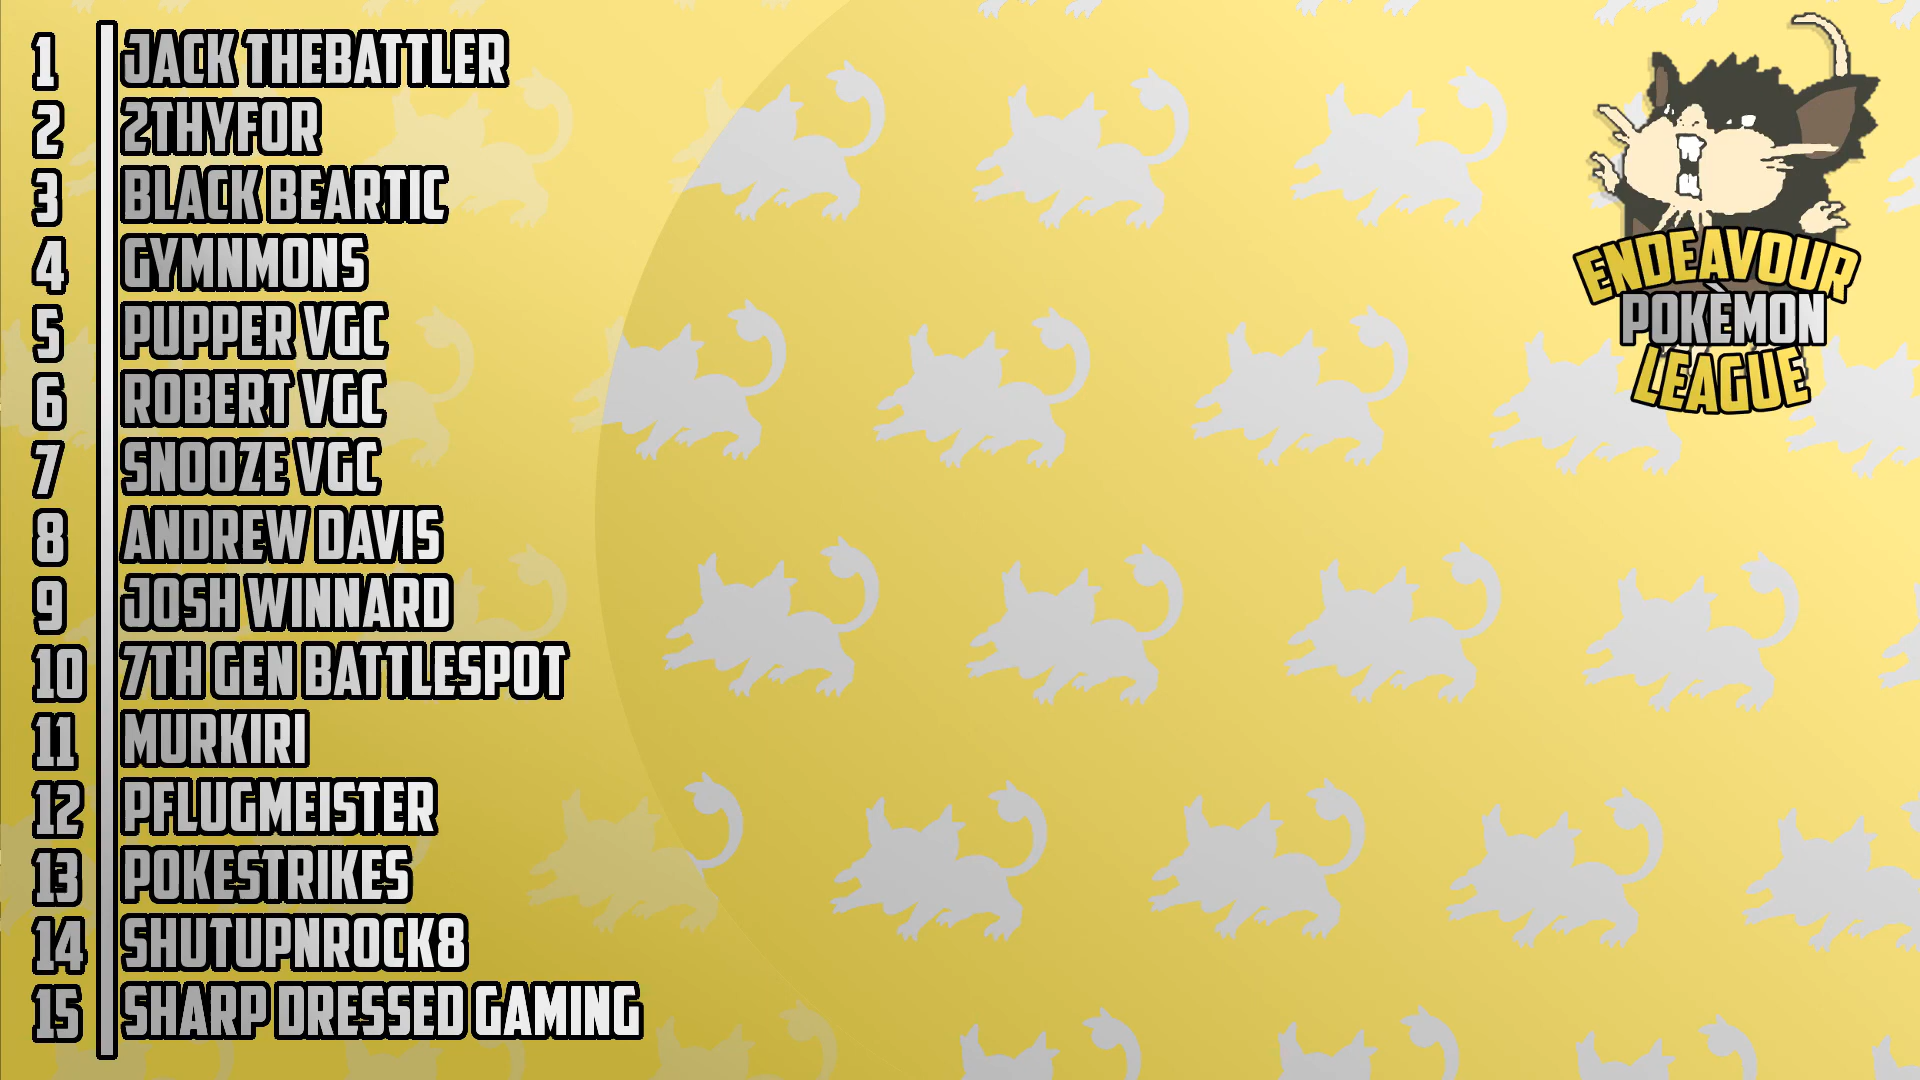 1 JACK THEBATTLER
2 2THYFOR
3 BLACK BEARTIC
4 GYMNMONS
5 PUPPER VGC
6 ROBERT VGC
7 SNOOZE VGC
8 ANDREW DAVIS
9 JOSH WINNARD
10 7TH GEN BATTLESPOT
11 MURKIRI
12 PFLUGMEISTER
13 POKESTRIKES
14 SHUTUPNROCK8
15 SHARP DRESSED GAMING
ENDEAVOUR
POKÈMON
LEAGUE